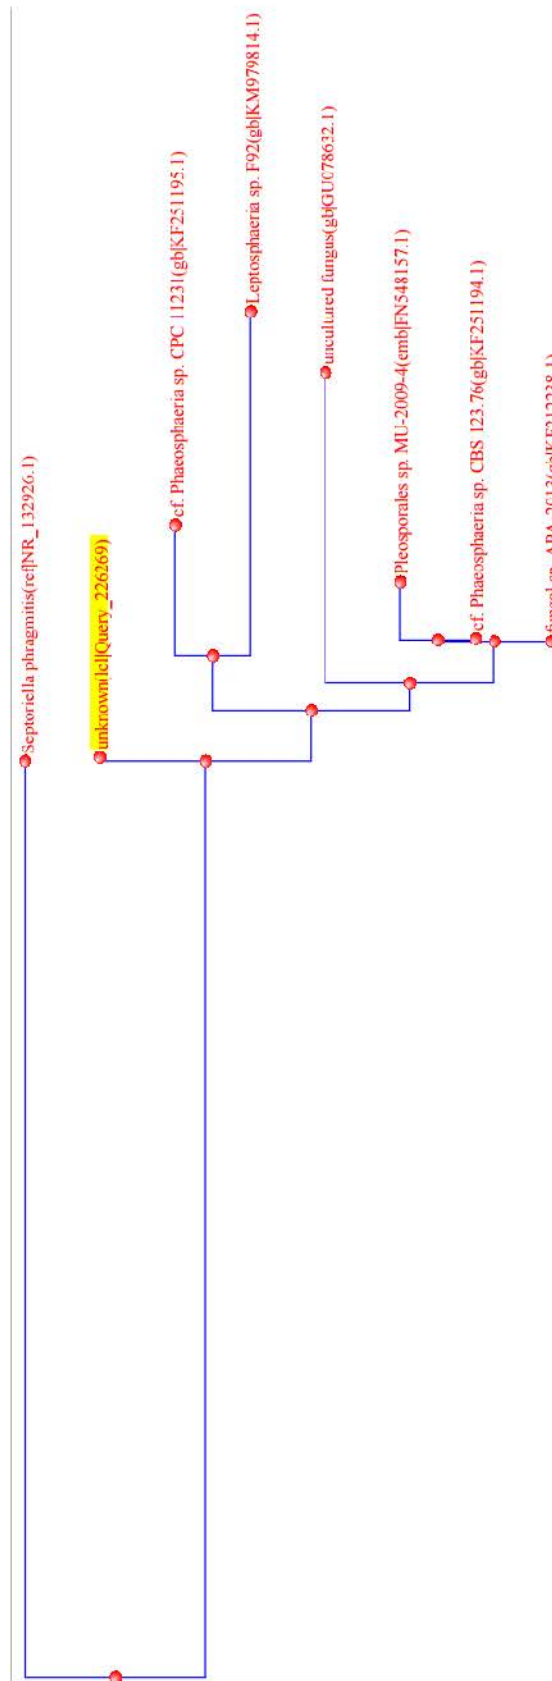 Septoriella phragmitis(ref|NR_132926.1)
unknown(lcl|Query_226269)
cf. Phaeosphaeria sp. CPC 11231(gb|KF251195.1)
Leptosphaeria sp. F92(gb|KM979814.1)
uncultured fungus(gb|GU078632.1)
Pleosporales sp. MU-2009-4(emb|FN548157.1)
cf. Phaeosphaeria sp. CBS 123.76(gb|KF251194.1)
fungal sp.